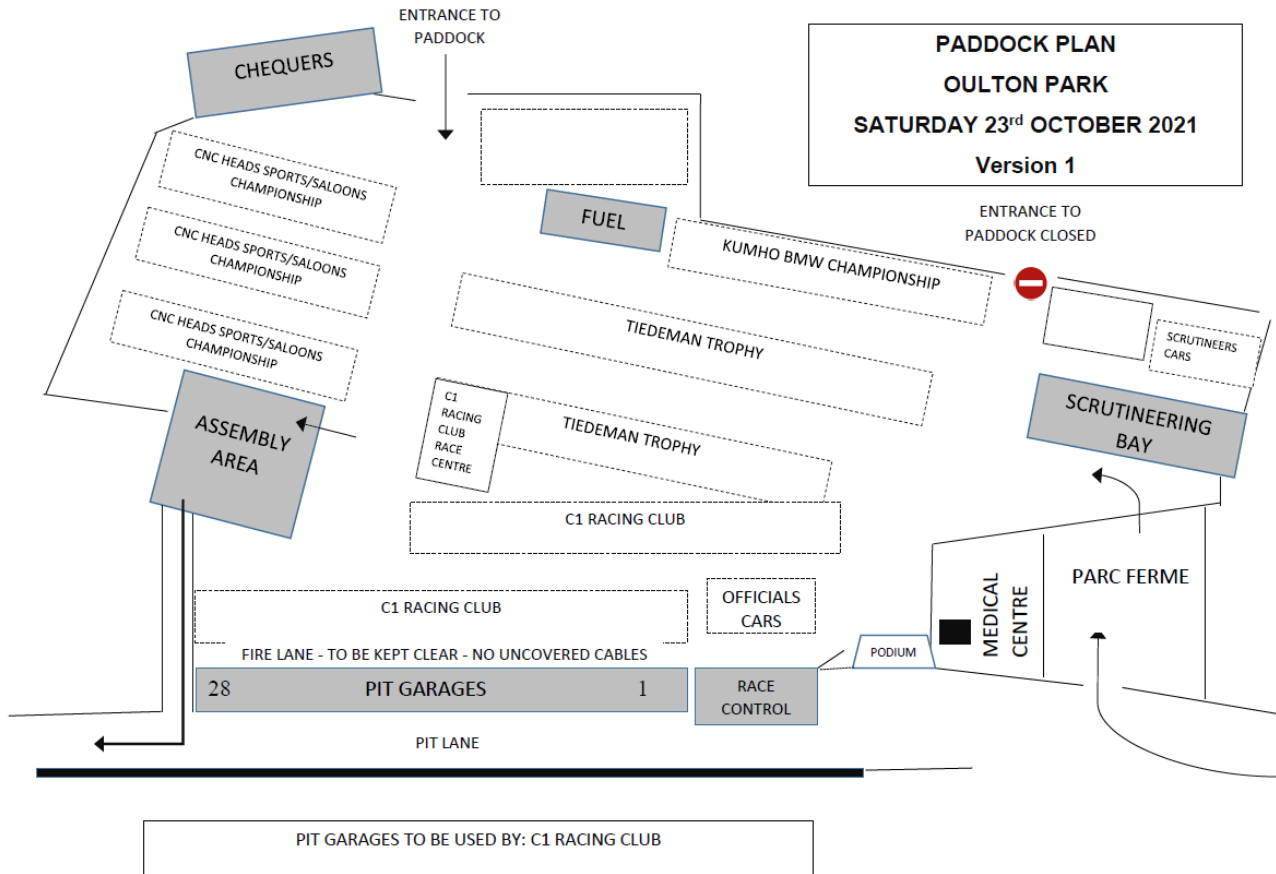 ENTRANCE TO
PADDOCK
PADDOCK PLAN
OULTON PARK
SATURDAY 23rd OCTOBER 2021
Version 1
CHEQUERS
CNC HEADS SPORTS/SALOONS
CHAMPIONSHIP
CNC HEADS SPORTS/SALOONS
CHAMPIONSHIP
CNC HEADS SPORTS/SALOONS
CHAMPIONSHIP
FUEL
ENTRANCE TO
PADDOCK CLOSED
KUMHO BMW CHAMPIONSHIP
TIEDEMAN TROPHY
SCRUTINEERS
CARS
SCRUTINEERING
BAY
ASSEMBLY
AREA
C1
RACING
CLUB
RACE
CENTRE
TIEDEMAN TROPHY
C1 RACING CLUB
C1 RACING CLUB
OFFICIALS
CARS
MEDICAL
CENTRE
PARC FERME
FIRE LANE - TO BE KEPT CLEAR - NO UNCOVERED CABLES
PODIUM
28
PIT GARAGES
1
RACE
CONTROL
PIT LANE
PIT GARAGES TO BE USED BY: C1 RACING CLUB